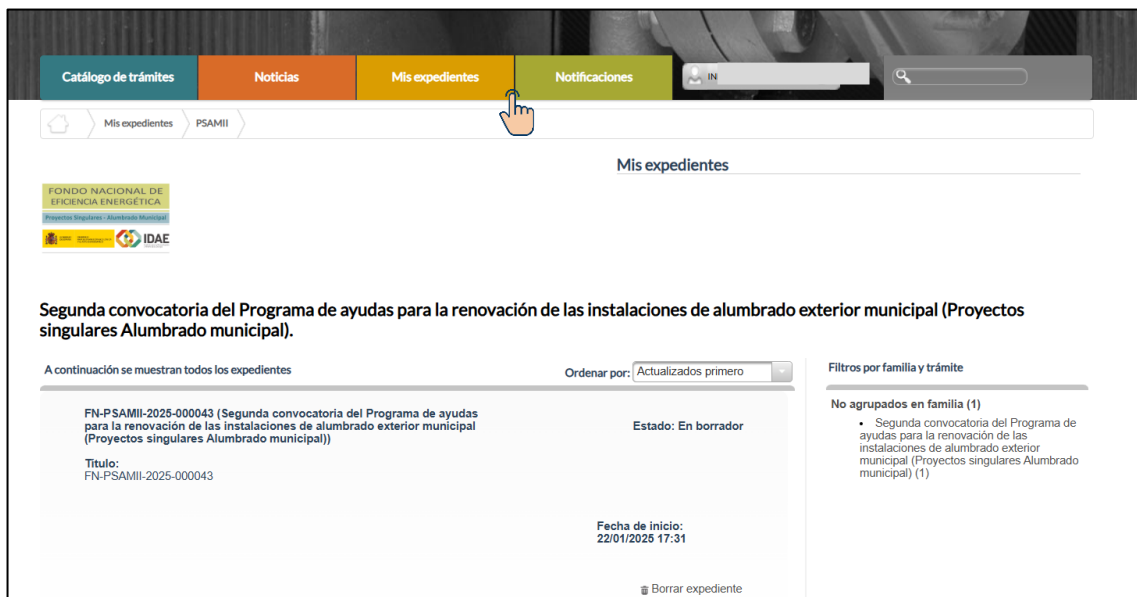 Catálogo de trámites
Noticias
Mis expedientes
Notificaciones
IN
Mis expedientes
PSAMII
Mis expedientes
FONDO NACIONAL DE
EFICIENCIA ENERGÉTICA
Proyectos Singulares - Alumbrado Municipal
IDAE
Segunda convocatoria del Programa de ayudas para la renovación de las instalaciones de alumbrado exterior municipal (Proyectos
singulares Alumbrado municipal).
A continuación se muestran todos los expedientes
Ordenar por: Actualizados primero
Filtros por familia y trámite
FN-PSAMII-2025-000043 (Segunda convocatoria del Programa de ayudas
para la renovación de las instalaciones de alumbrado exterior municipal
(Proyectos singulares Alumbrado municipal))
Estado: En borrador
Título:
FN-PSAMII-2025-000043
Fecha de inicio:
22/01/2025 17:31
Borrar expediente
No agrupados en familia (1)
• Segunda convocatoria del Programa de
ayudas para la renovación de las
instalaciones de alumbrado exterior
municipal (Proyectos singulares Alumbrado
municipal) (1)